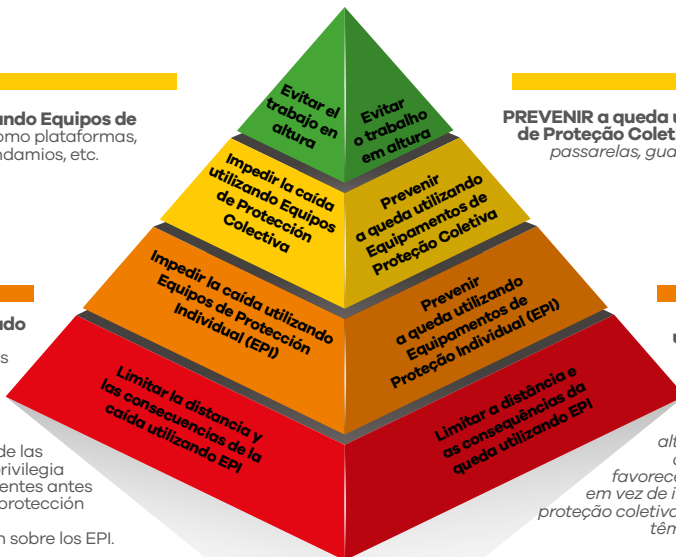 ando Equipos de
omo plataformas,
ndamios, etc.
ado
s
de las
rivilegia
entes antes
protección
n sobre los EPI.
Evitar el
trabajo en
altura
Impedir la caída
utilizando Equipos
de Protección
Colectiva
Impedir la caída utilizando
Equipos de Protección
Individual (EPI)
Limitar la distancia y
las consecuencias de la
caída utilizando EPI
Evitar
o trabalho
em altura
Prevenir
a queda utilizando
Equipamentos de
Proteção Coletiva
Prevenir
a queda utilizando
Equipamentos de
Proteção Individual (EPI)
Limitar a distância e
as consequências da
queda utilizando EPI
PREVENIR a queda u
de Proteção Colet
passarelas, gua
alt
favorece
em vez de i
proteção coletivo
têm